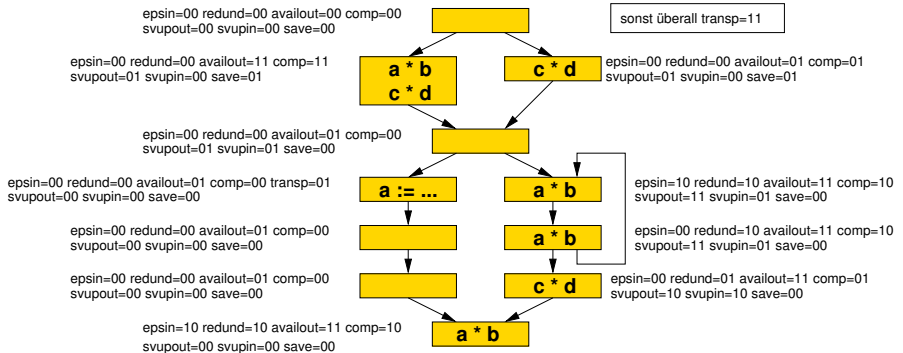 epsin=00 redund=00 availout=00 comp=00
svupout=00 svupin=00 save=00
sonst überall transp=11
epsin=00 redund=00 availout=11 comp=11
svupout=01 svupin=00 save=01
a * b
c * d
c * d
epsin=00 redund=00 availout=01 comp=01
svupout=01 svupin=00 save=01
epsin=00 redund=00 availout=01 comp=00
svupout=01 svupin=01 save=00
epsin=00 redund=00 availout=01 comp=00 transp=01
svupout=00 svupin=00 save=00
a := ...
a * b
epsin=10 redund=10 availout=11 comp=10
svupout=11 svupin=01 save=00
epsin=00 redund=00 availout=01 comp=00
svupout=00 svupin=00 save=00
a * b
epsin=00 redund=10 availout=11 comp=10
svupout=11 svupin=01 save=00
epsin=00 redund=00 availout=01 comp=00
svupout=00 svupin=00 save=00
c * d
epsin=00 redund=01 availout=11 comp=01
svupout=10 svupin=10 save=00
epsin=10 redund=10 availout=11 comp=10
svupout=00 svupin=00 save=00
a * b